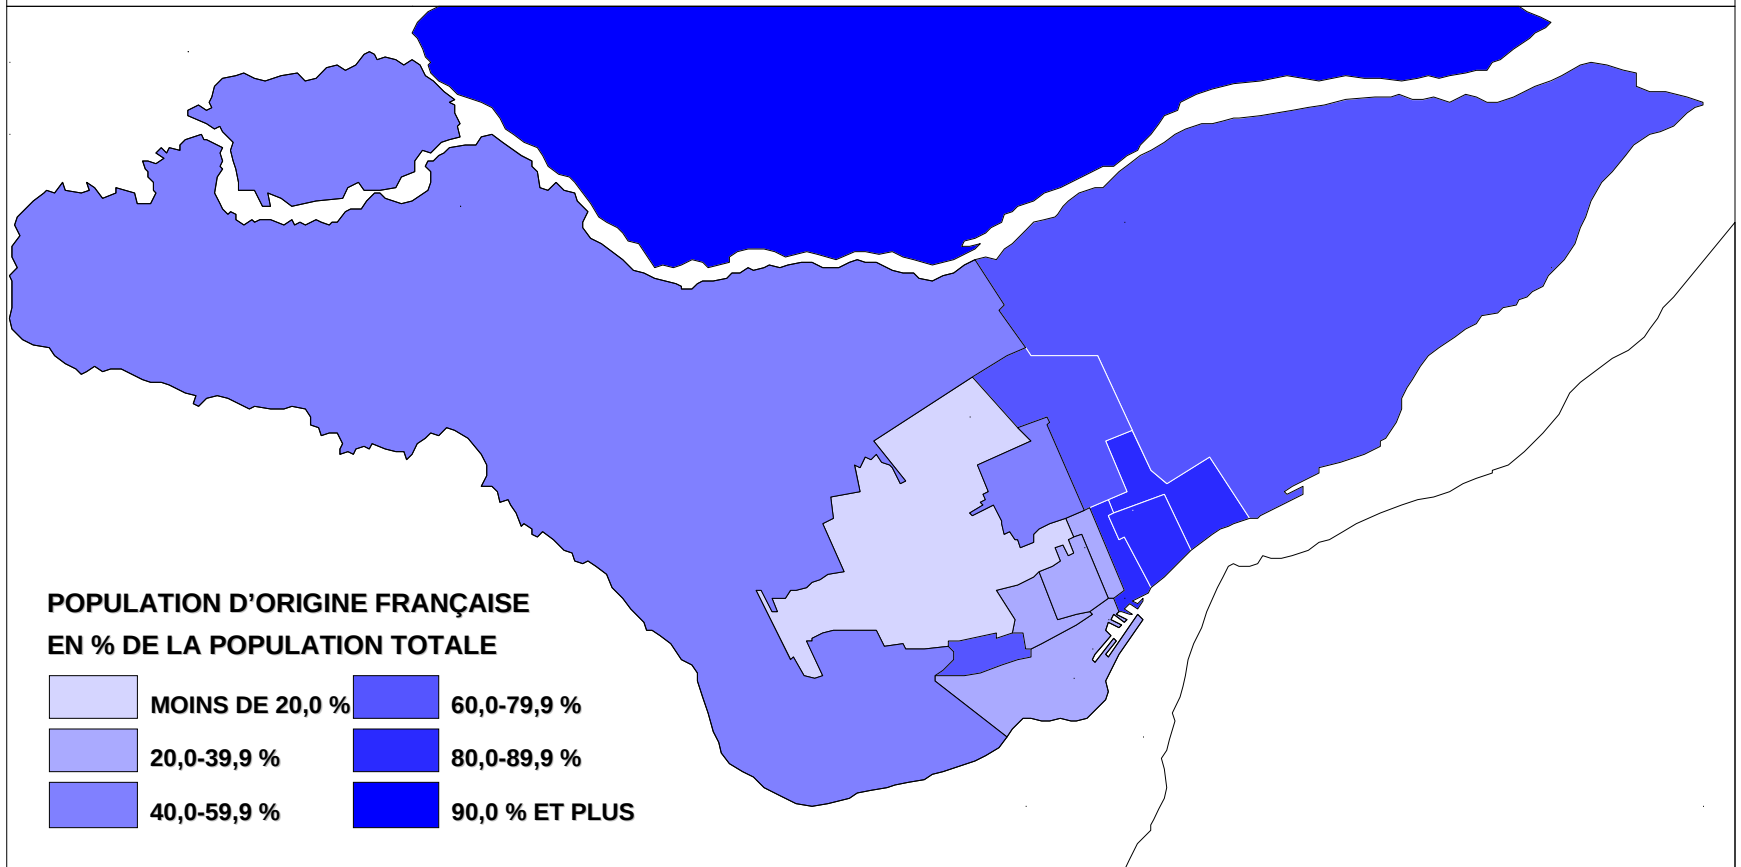 POPULATION D’ORIGINE FRANÇAISE
EN % DE LA POPULATION TOTALE
MOINS DE 20,0 %
20,0-39,9 %
40,0-59,9 %
60,0-79,9 %
80,0-89,9 %
90,0 % ET PLUS